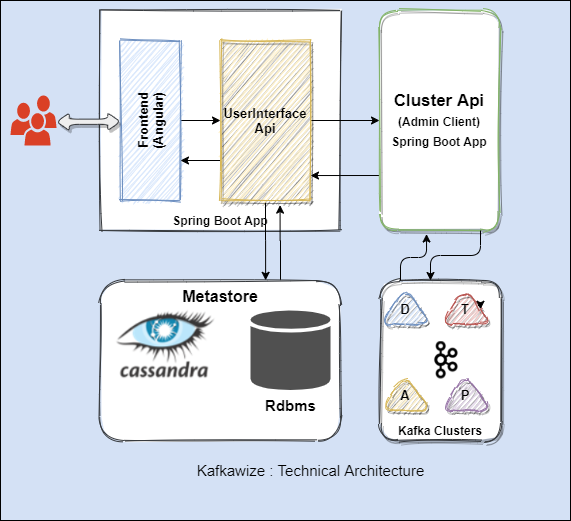 Frontend
(Angular)
UserInterface
Api
Spring Boot App
Cluster Api
(Admin Client)
Spring Boot App
Metastore
cassandra
Rdbms
D
T
A
P
Kafka Clusters
Kafkawize : Technical Architecture